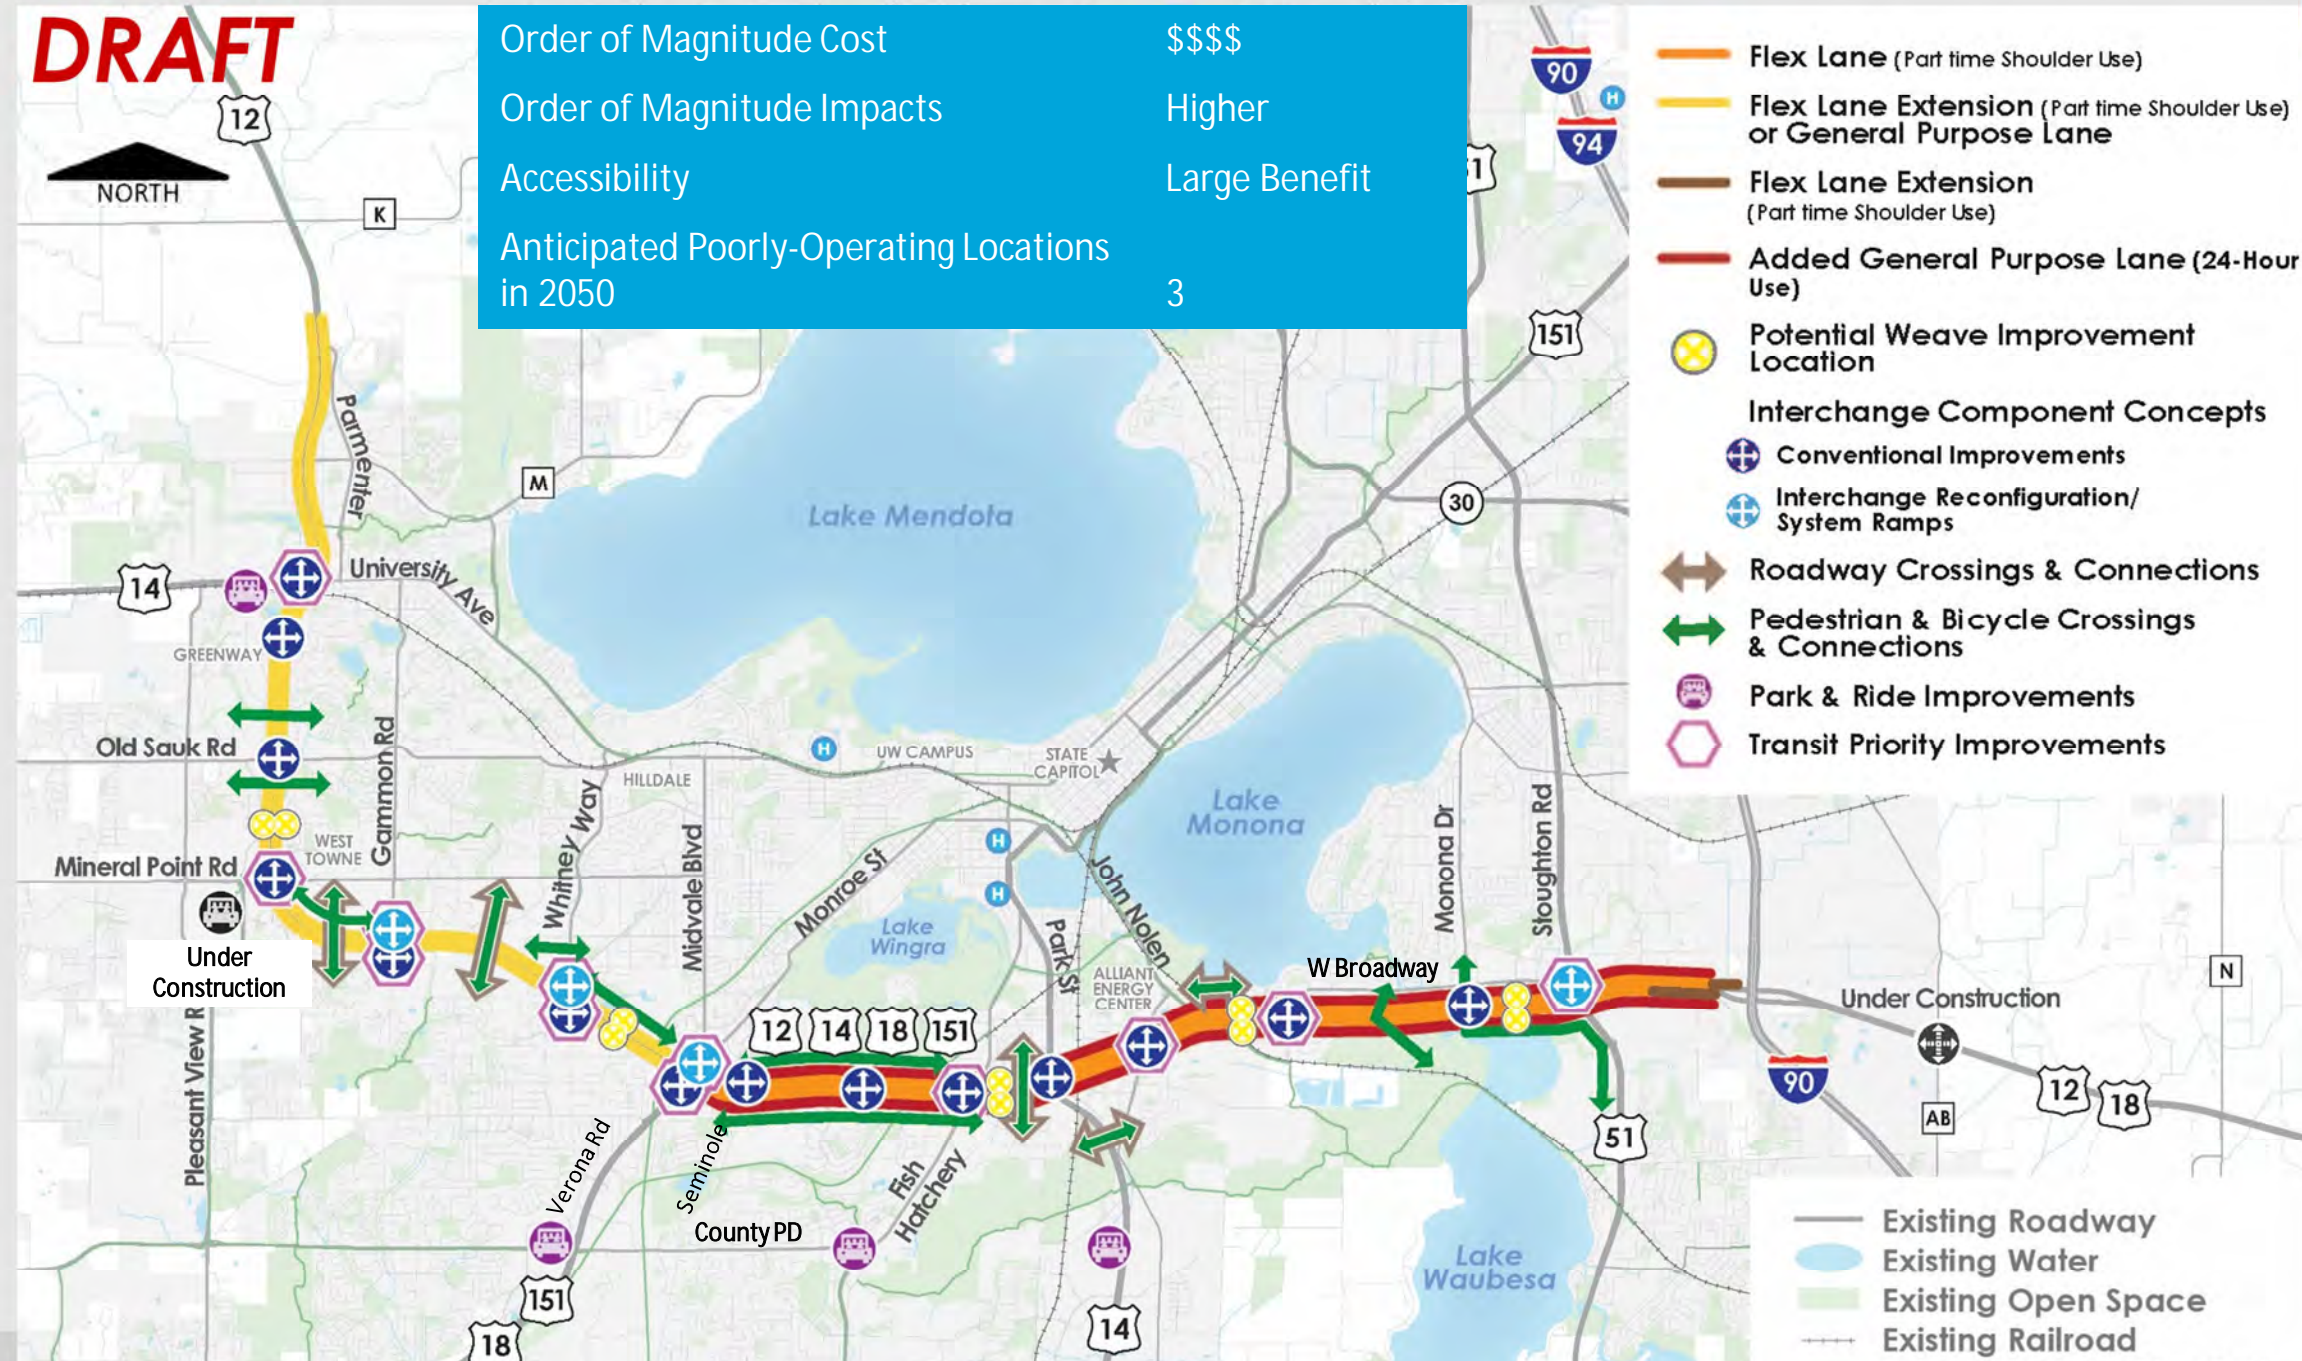 DRAFT
NORTH
Order of Magnitude Cost $$$$
Order of Magnitude Impacts Higher
Accessibility Large Benefit
Anticipated Poorly-Operating Locations
in 2050 3
Flex Lane (Part time Shoulder Use)
Flex Lane Extension (Part time Shoulder Use)
or General Purpose Lane
Flex Lane Extension
(Part time Shoulder Use)
Added General Purpose Lane (24-Hour
Use)
Potential Weave Improvement
Location
Interchange Component Concepts
Conventional Improvements
Interchange Reconfiguration/
System Ramps
Roadway Crossings & Connections
Pedestrian & Bicycle Crossings
& Connections
Park & Ride Improvements
Transit Priority Improvements
12
K
90
H
94
1
151
Parmenter
M
Lake Mendota
30
14
University Ave
GREENWAY
Old Sauk Rd
Gammon Rd
HILLDALE
H
UW CAMPUS
STATE
CAPITOL
WEST
TOWNE
Mineral Point Rd
Whitney Way
Midvale Blvd
Monroe St
H
H
Lake
Wingra
Lake
Monona
John Nolen
Park St
Monona Dr
Stoughton Rd
Under
Construction
Pleasant View R
ALLIANT
ENERGY
CENTER
W Broadway
Under Construction
N
12
14
18
151
90
12
18
AB
51
Verona Rd
Seminole
Fish
Hatchery
County PD
151
18
14
Lake
Waubesa
Existing Roadway
Existing Water
Existing Open Space
Existing Railroad